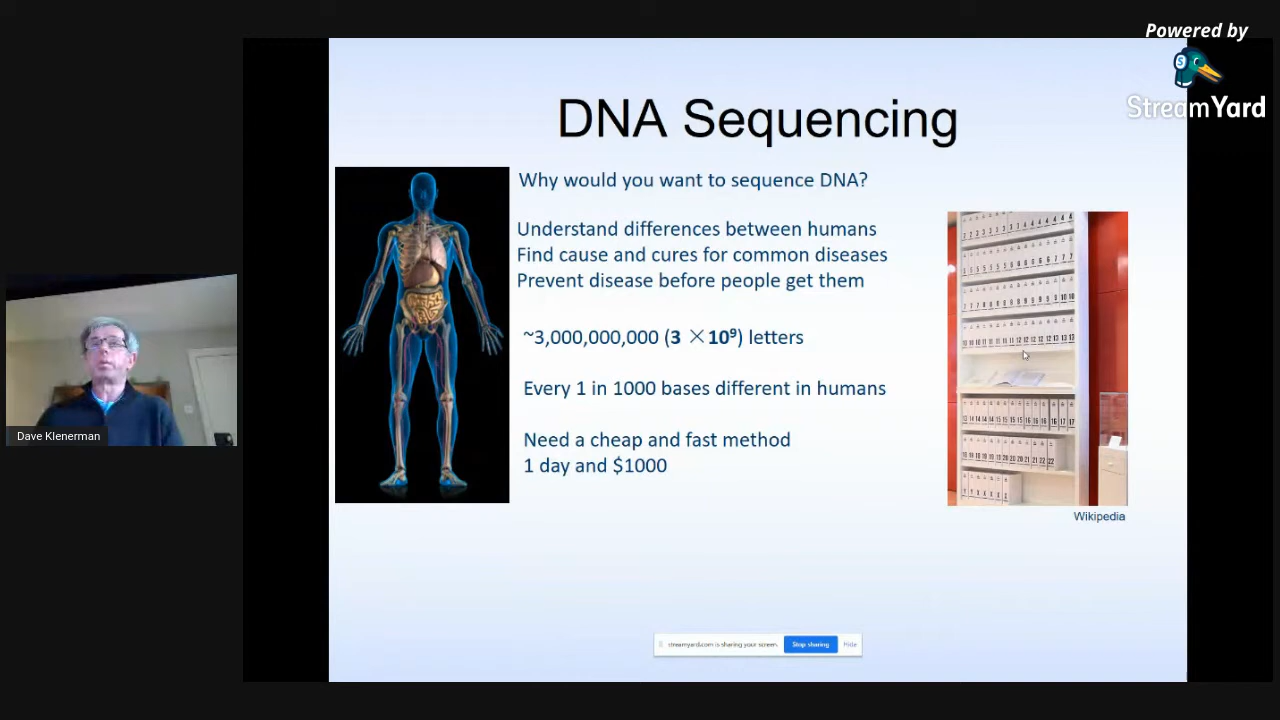 Powered by
StreamYard
DNA Sequencing
Why would you want to sequence DNA?
Understand differences between humans
Find cause and cures for common diseases
Prevent disease before people get them
~3,000,000,000 (3 ×10⁹) letters
Every 1 in 1000 bases different in humans
Need a cheap and fast method
1 day and $1000
Wikipedia
Dave Klenerman
streamyard.com is sharing your screen.
Stop sharing
Hide